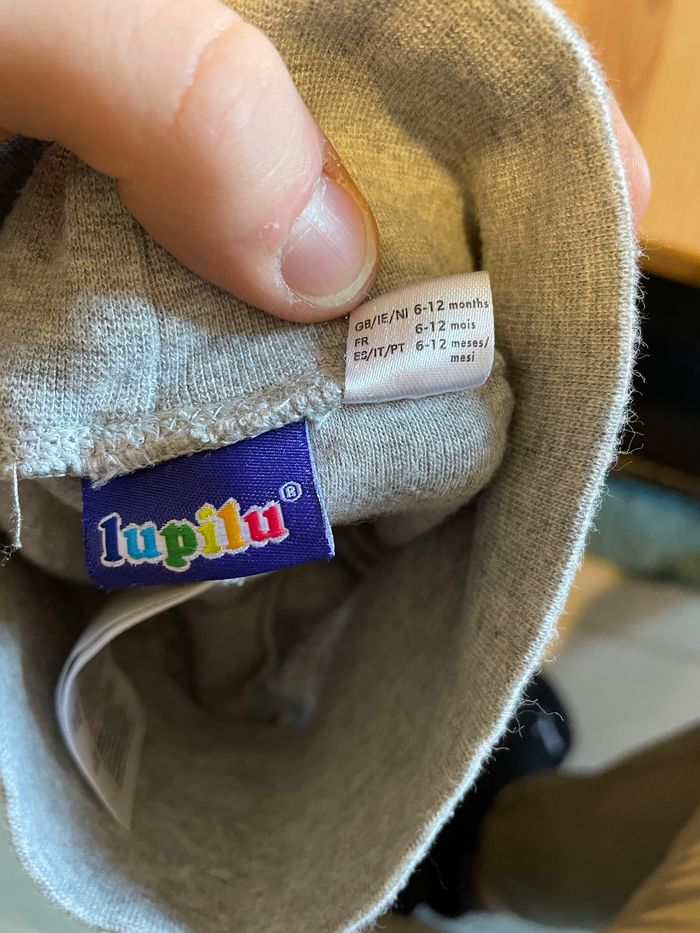 GB/IE/NI 6-12 months
FR 6-12 mois
ES/IT/PT 6-12 meses/
mesi
lupilu®